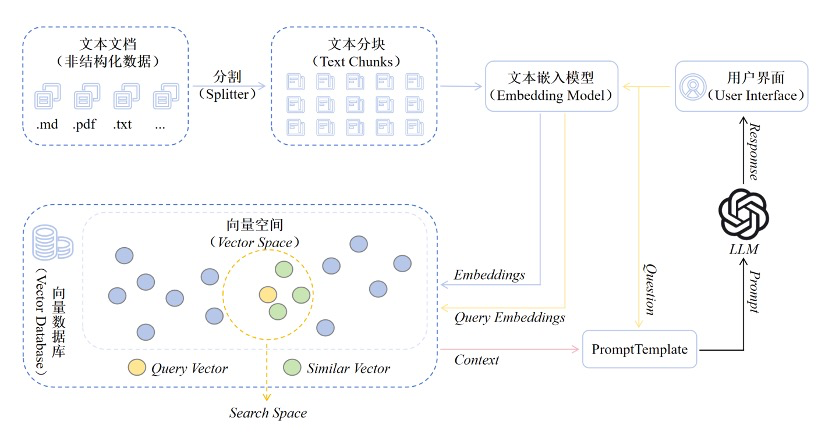 文本文档
（非结构化数据）
.md
.pdf
.txt
...
分割
（Splitter）
文本分块
（Text Chunks）
文本嵌入模型
（Embedding Model）
用户界面
（User Interface）
Respomse
LLM
Prompt
Question
向量空间
（Vector Space）
向量数据库
（Vector Database）
Embeddings
Query Embeddings
Context
PromptTemplate
Query Vector
Similar Vector
Search Space